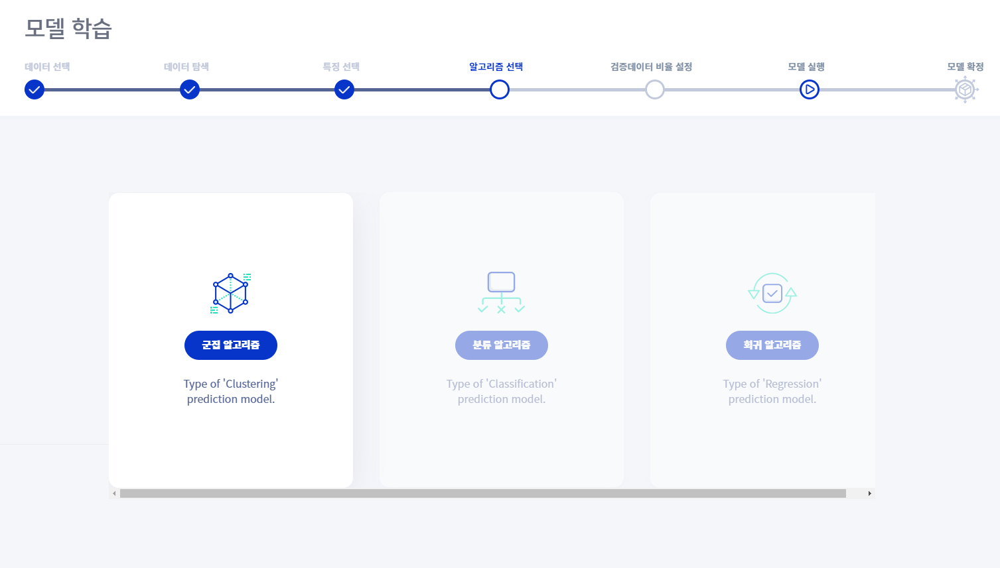 모델 학습
데이터 선택
데이터 탐색
특징 선택
알고리즘 선택
검증데이터 비율 설정
모델 실행
모델 확정
군집 알고리즘
Type of 'Clustering'
prediction model.
분류 알고리즘
Type of 'Classification'
prediction model.
회귀 알고리즘
Type of 'Regression'
prediction model.